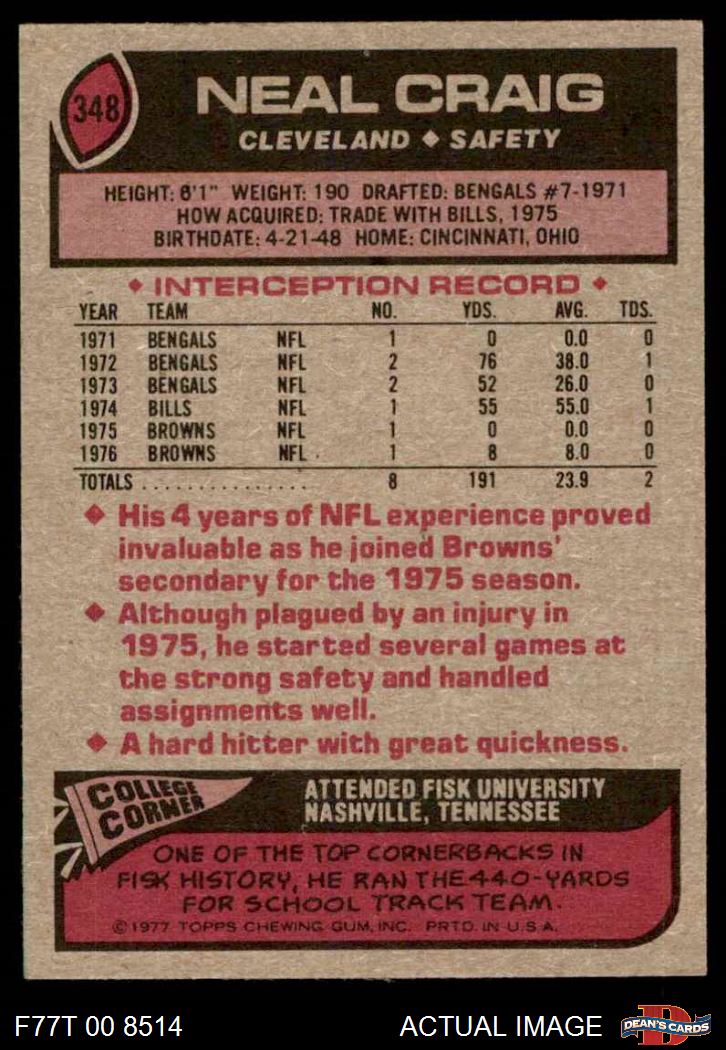 348
NEAL CRAIG
CLEVELAND ♦ SAFETY
HEIGHT: 6'1" WEIGHT: 190 DRAFTED: BENGALS #7-1971
HOW ACQUIRED: TRADE WITH BILLS, 1975
BIRTHDATE: 4-21-48 HOME: CINCINNATI, OHIO
♦ INTERCEPTION RECORD ♦
YEAR TEAM NO. YDS. AVG. TDS.
1971 BENGALS NFL 1 0 0.0 0
1972 BENGALS NFL 2 76 38.0 1
1973 BENGALS NFL 2 52 26.0 0
1974 BILLS NFL 1 55 55.0 1
1975 BROWNS NFL 1 0 0.0 0
1976 BROWNS NFL 1 8 8.0 0
TOTALS ................ 8 191 23.9 2
♦ His 4 years of NFL experience proved
invaluable as he joined Browns'
secondary for the 1975 season.
♦ Although plagued by an injury in
1975, he started several games at
the strong safety and handled
assignments well.
♦ A hard hitter with great quickness.
COLLEGE
CORNER
ATTENDED FISK UNIVERSITY
NASHVILLE, TENNESSEE
ONE OF THE TOP CORNERBACKS IN
FISK HISTORY, HE RAN THE 440-YARDS
FOR SCHOOL TRACK TEAM.
©1977 TOPPS CHEWING GUM, INC. PRTD. IN U.S.A.
F77T 00 8514
ACTUAL IMAGE
D
DEAN'S CARDS